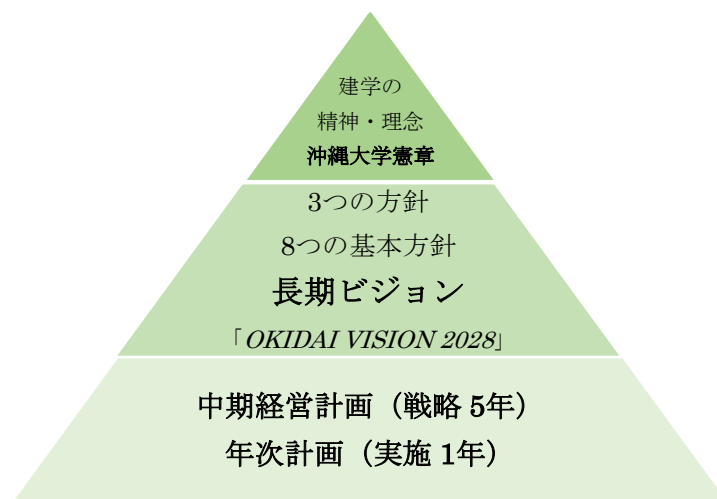 建学の
精神・理念
沖縄大学憲章
3つの方針
8つの基本方針
長期ビジョン
「OKIDAI VISION 2028」
中期経営計画（戦略 5年）
年次計画（実施 1年）